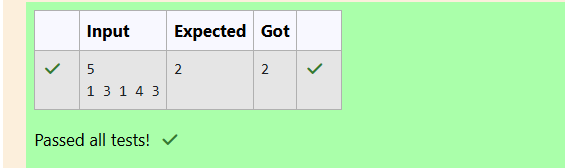 Input Expected Got
5 2 2
1 3 1 4 3
Passed all tests!